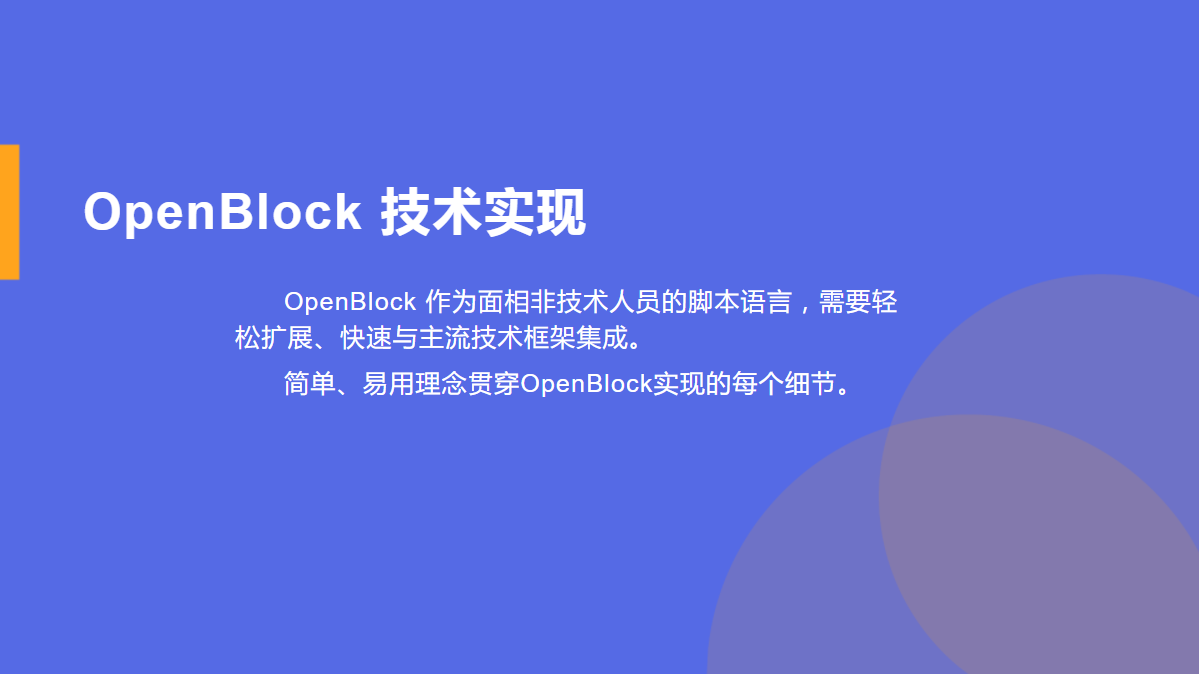 OpenBlock 技术实现
OpenBlock 作为面相非技术人员的脚本语言，需要轻
松扩展、快速与主流技术框架集成。
简单、易用理念贯穿OpenBlock实现的每个细节。